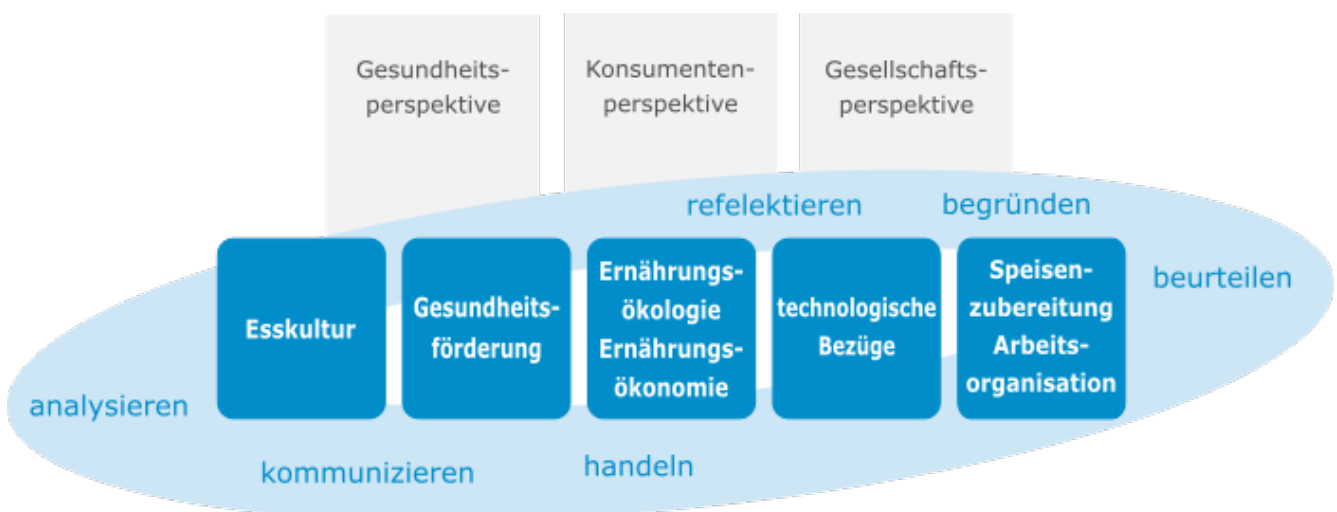 Gesundheits-
perspektive
Konsumenten-
perspektive
Gesellschafts-
perspektive
refelektieren
begründen
beurteilen
Esskultur
Gesundheits-
förderung
Ernährungs-
ökologie
Ernährungs-
ökonomie
technologische
Bezüge
Speisen-
zubereitung
Arbeits-
organisation
analysieren
kommunizieren
handeln